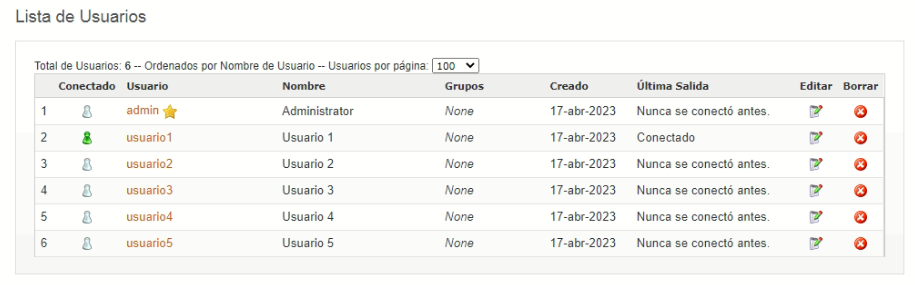 Lista de Usuarios
Total de Usuarios: 6 -- Ordenados por Nombre de Usuario -- Usuarios por página: 100
Conectado Usuario Nombre Grupos Creado Última Salida Editar Borrar
1 admin Administrator None 17-abr-2023 Nunca se conectó antes.
2 usuario1 Usuario 1 None 17-abr-2023 Conectado
3 usuario2 Usuario 2 None 17-abr-2023 Nunca se conectó antes.
4 usuario3 Usuario 3 None 17-abr-2023 Nunca se conectó antes.
5 usuario4 Usuario 4 None 17-abr-2023 Nunca se conectó antes.
6 usuario5 Usuario 5 None 17-abr-2023 Nunca se conectó antes.